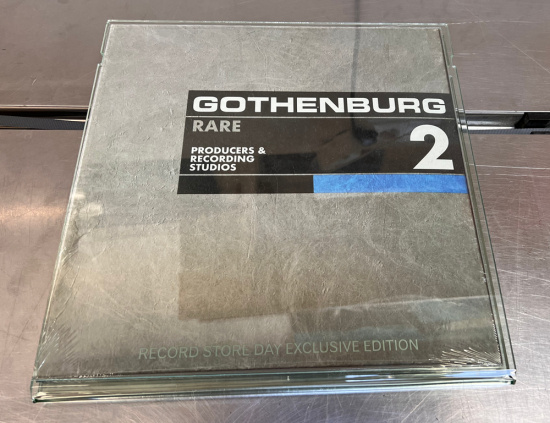 GOTHENBURG
RARE
2
PRODUCERS &
RECORDING
STUDIOS
RECORD STORE DAY EXCLUSIVE EDITION